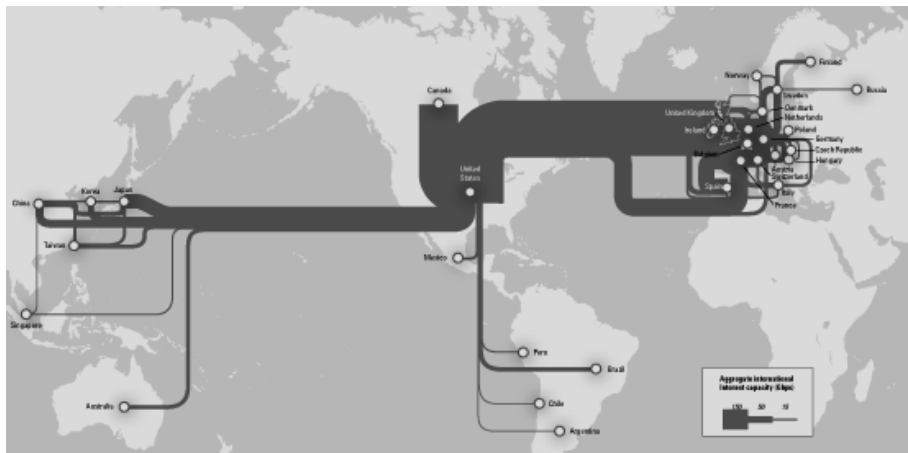 Canada
United
States
China
Korea
Japan
Taiwan
Singapore
Australia
Mexico
Peru
Brazil
Chile
Argentina
Norway
Finland
Sweden
Russia
United Kingdom
Denmark
Netherlands
Ireland
Poland
Germany
Belgium
Czech Republic
Hungary
Austria
Switzerland
Spain
Italy
France
Aggregate international
Internet capacity (Gbps)
150 50 15